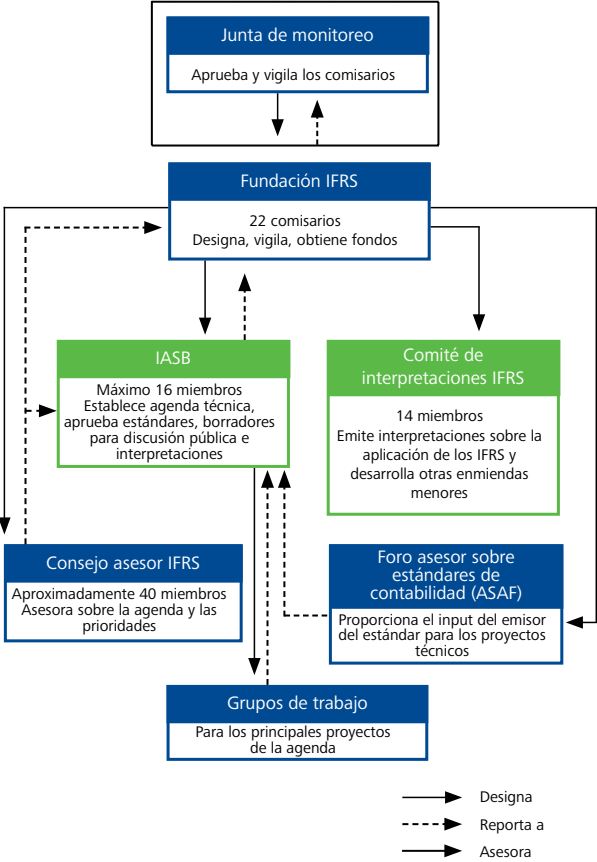 Junta de monitoreo
Aprueba y vigila los comisarios
Fundación IFRS
22 comisarios
Designa, vigila, obtiene fondos
IASB
Máximo 16 miembros
Establece agenda técnica,
aprueba estándares, borradores
para discusión pública e
interpretaciones
Comité de
interpretaciones IFRS
14 miembros
Emite interpretaciones sobre la
aplicación de los IFRS y
desarrolla otras enmiendas
menores
Consejo asesor IFRS
Aproximadamente 40 miembros
Asesora sobre la agenda y las
prioridades
Foro asesor sobre
estándares de
contabilidad (ASAF)
Proporciona el input del emisor
del estándar para los proyectos
técnicos
Grupos de trabajo
Para los principales proyectos
de la agenda
Designa
Reporta a
Asesora